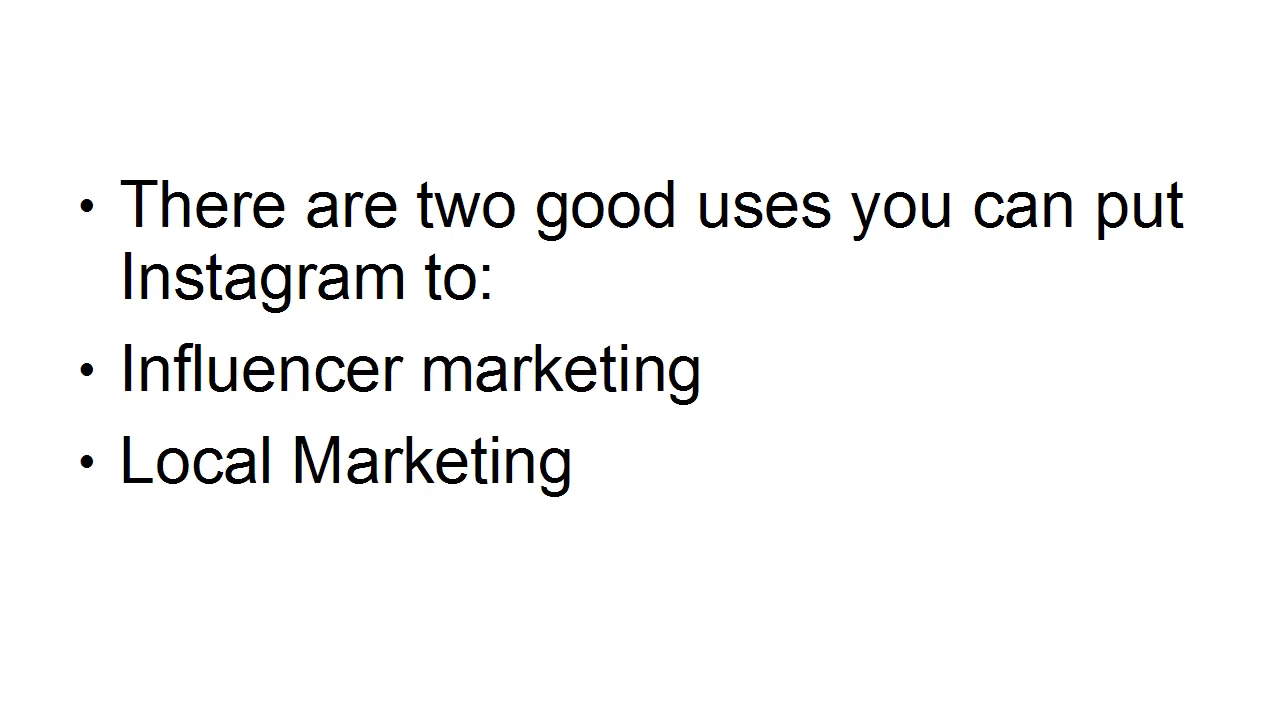 • There are two good uses you can put
Instagram to:
• Influencer marketing
• Local Marketing